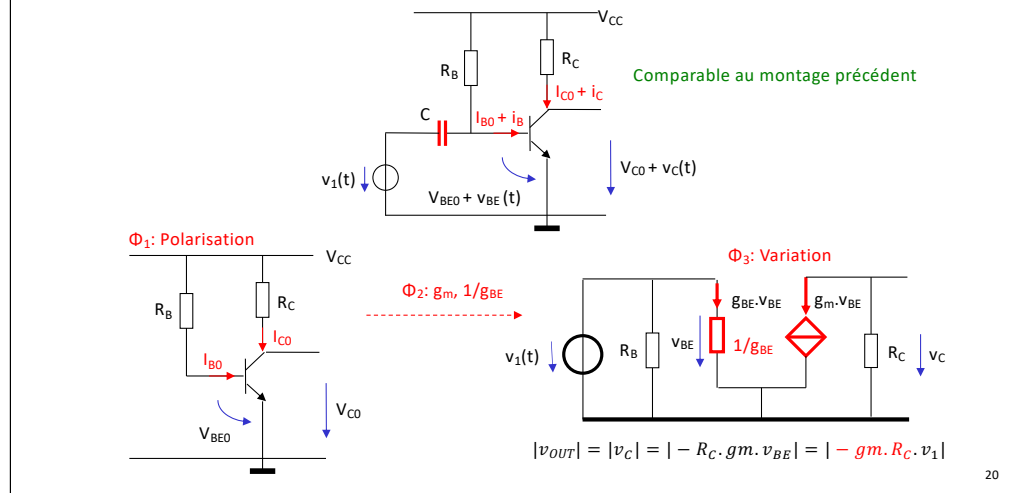 V_CC
R_B
R_C
Comparable au montage précédent
I_C0 + i_C
C
I_B0 + i_B
v_1(t)
V_C0 + v_C(t)
V_BE0 + v_BE (t)
Φ_1: Polarisation
V_CC
Φ_3: Variation
Φ_2: g_m, 1/g_BE
R_B
R_C
I_C0
I_B0
V_C0
V_BE0
g_BE.v_BE
g_m.v_BE
v_1(t)
R_B
v_BE
1/g_BE
R_C
v_C
|v_OUT| = |v_C| = | − R_C. gm. v_BE| = | − gm. R_C. v_1|
20